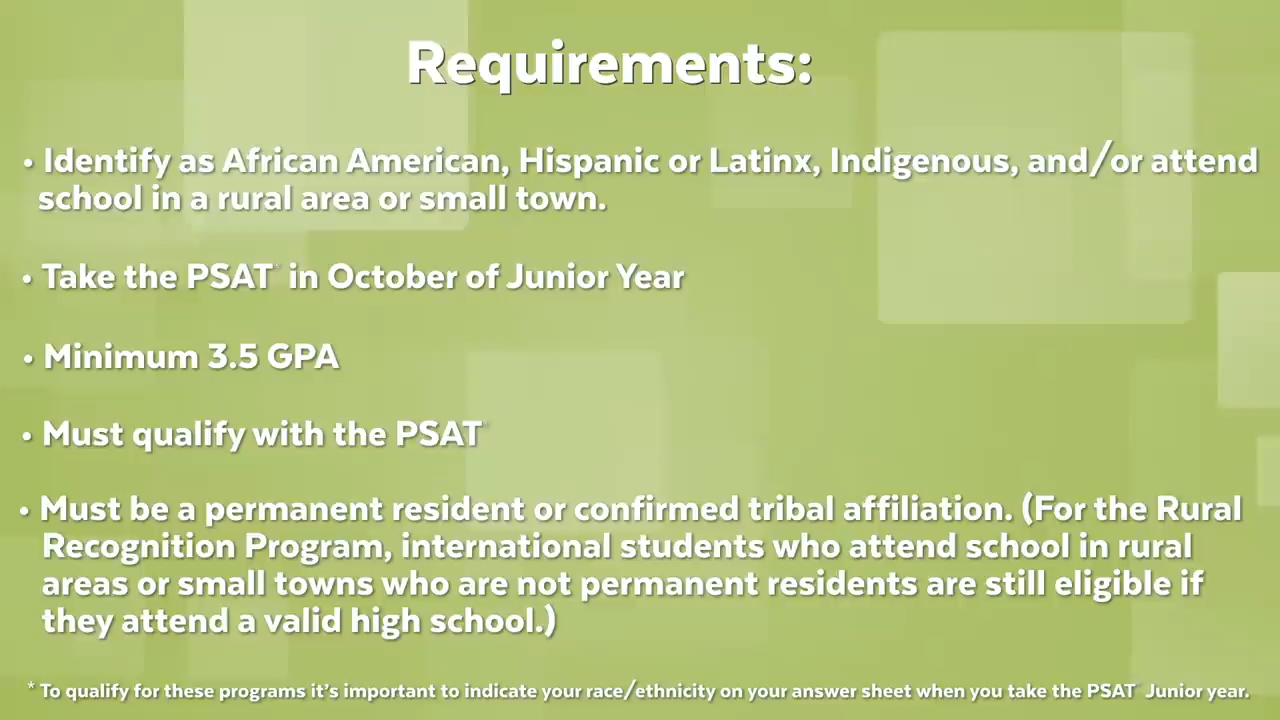 Requirements:
• Identify as African American, Hispanic or Latinx, Indigenous, and/or attend
school in a rural area or small town.
• Take the PSAT* in October of Junior Year
• Minimum 3.5 GPA
• Must qualify with the PSAT*
• Must be a permanent resident or confirmed tribal affiliation. (For the Rural
Recognition Program, international students who attend school in rural
areas or small towns who are not permanent residents are still eligible if
they attend a valid high school.)
* To qualify for these programs it’s important to indicate your race/ethnicity on your answer sheet when you take the PSAT* Junior year.